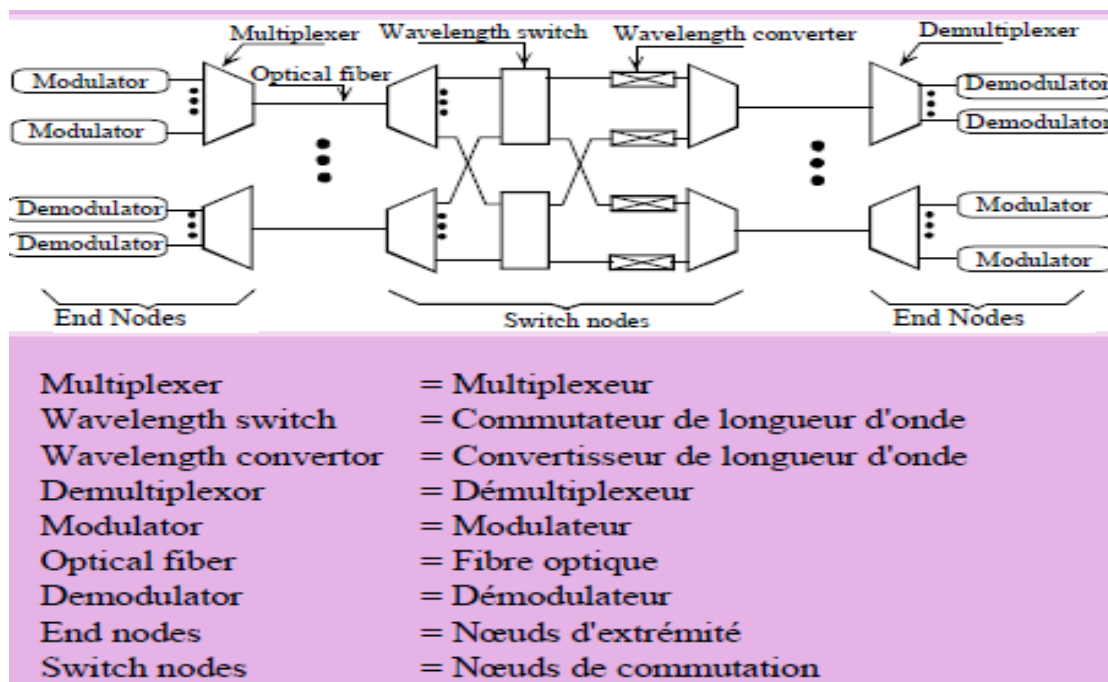 Multiplexer
Wavelength switch
Wavelength converter
Demultiplexer
Modulator
Optical fiber
Demodulator
Modulator
Demodulator
Demodulator
Modulator
Demodulator
Modulator
End Nodes
Switch nodes
End Nodes
Multiplexer = Multiplexeur
Wavelength switch = Commutateur de longueur d'onde
Wavelength convertor = Convertisseur de longueur d'onde
Demultiplexor = Démultiplexeur
Modulator = Modulateur
Optical fiber = Fibre optique
Demodulator = Démodulateur
End nodes = Nœuds d'extrémité
Switch nodes = Nœuds de commutation